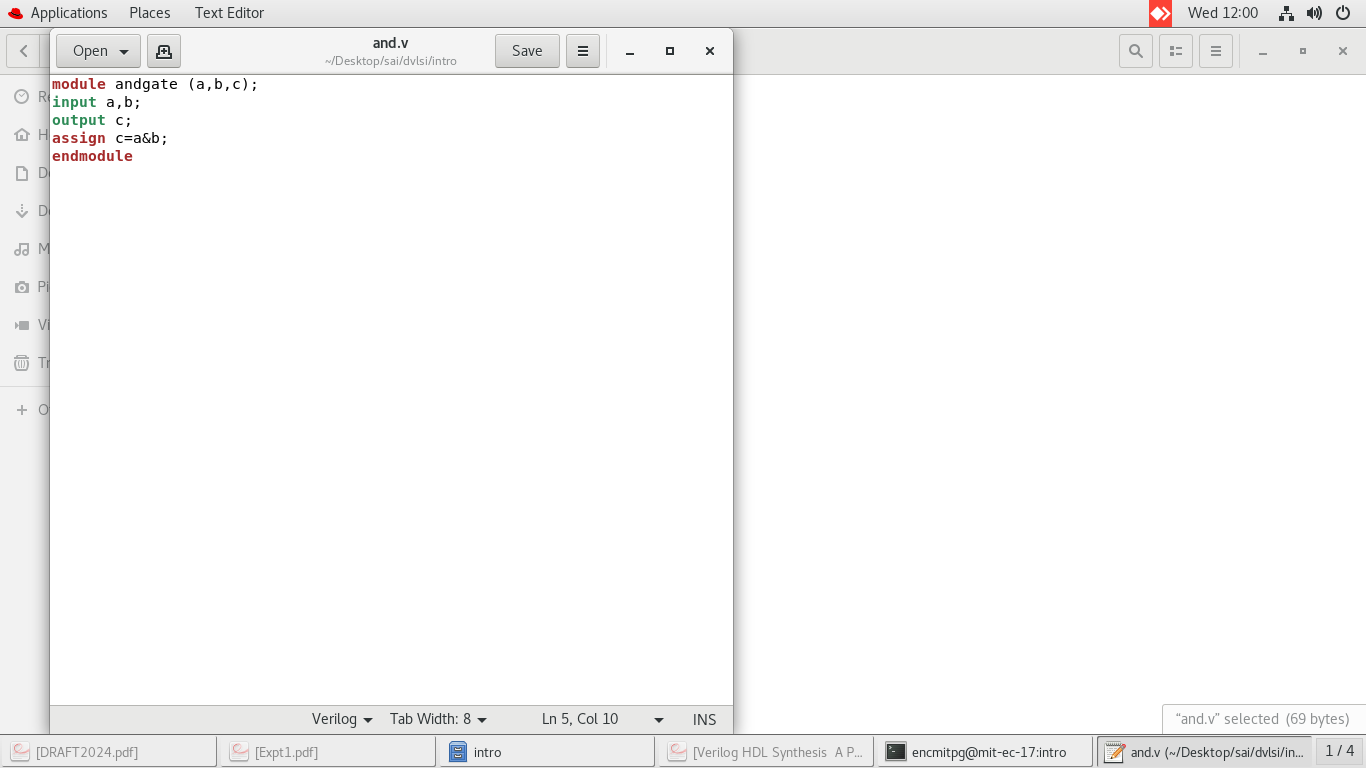 Applications Places Text Editor Wed 12:00
Open and.v Save
~/Desktop/sai/dvlsi/intro
module andgate (a,b,c);
input a,b;
output c;
assign c=a&b;
endmodule
Verilog Tab Width: 8 Ln 5, Col 10 INS
“and.v” selected (69 bytes)
[DRAFT2024.pdf] [Expt1.pdf] intro [Verilog HDL Synthesis A P... encmitpg@mit-ec-17:intro and.v (~/Desktop/sai/dvlsi/in... 1 / 4